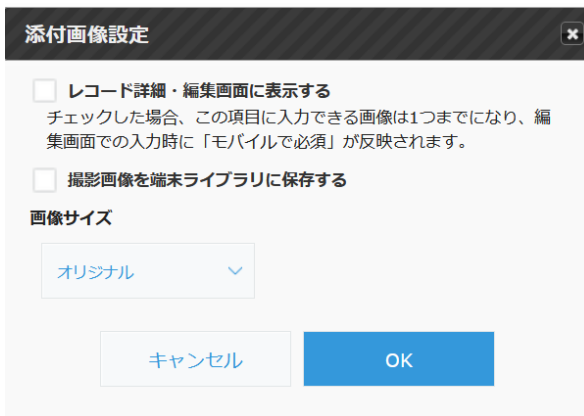 添付画像設定
レコード詳細・編集画面に表示する
チェックした場合、この項目に入力できる画像は1つまでになり、編
集画面での入力時に「モバイルで必須」が反映されます。
撮影画像を端末ライブラリに保存する
画像サイズ
オリジナル
キャンセル
OK